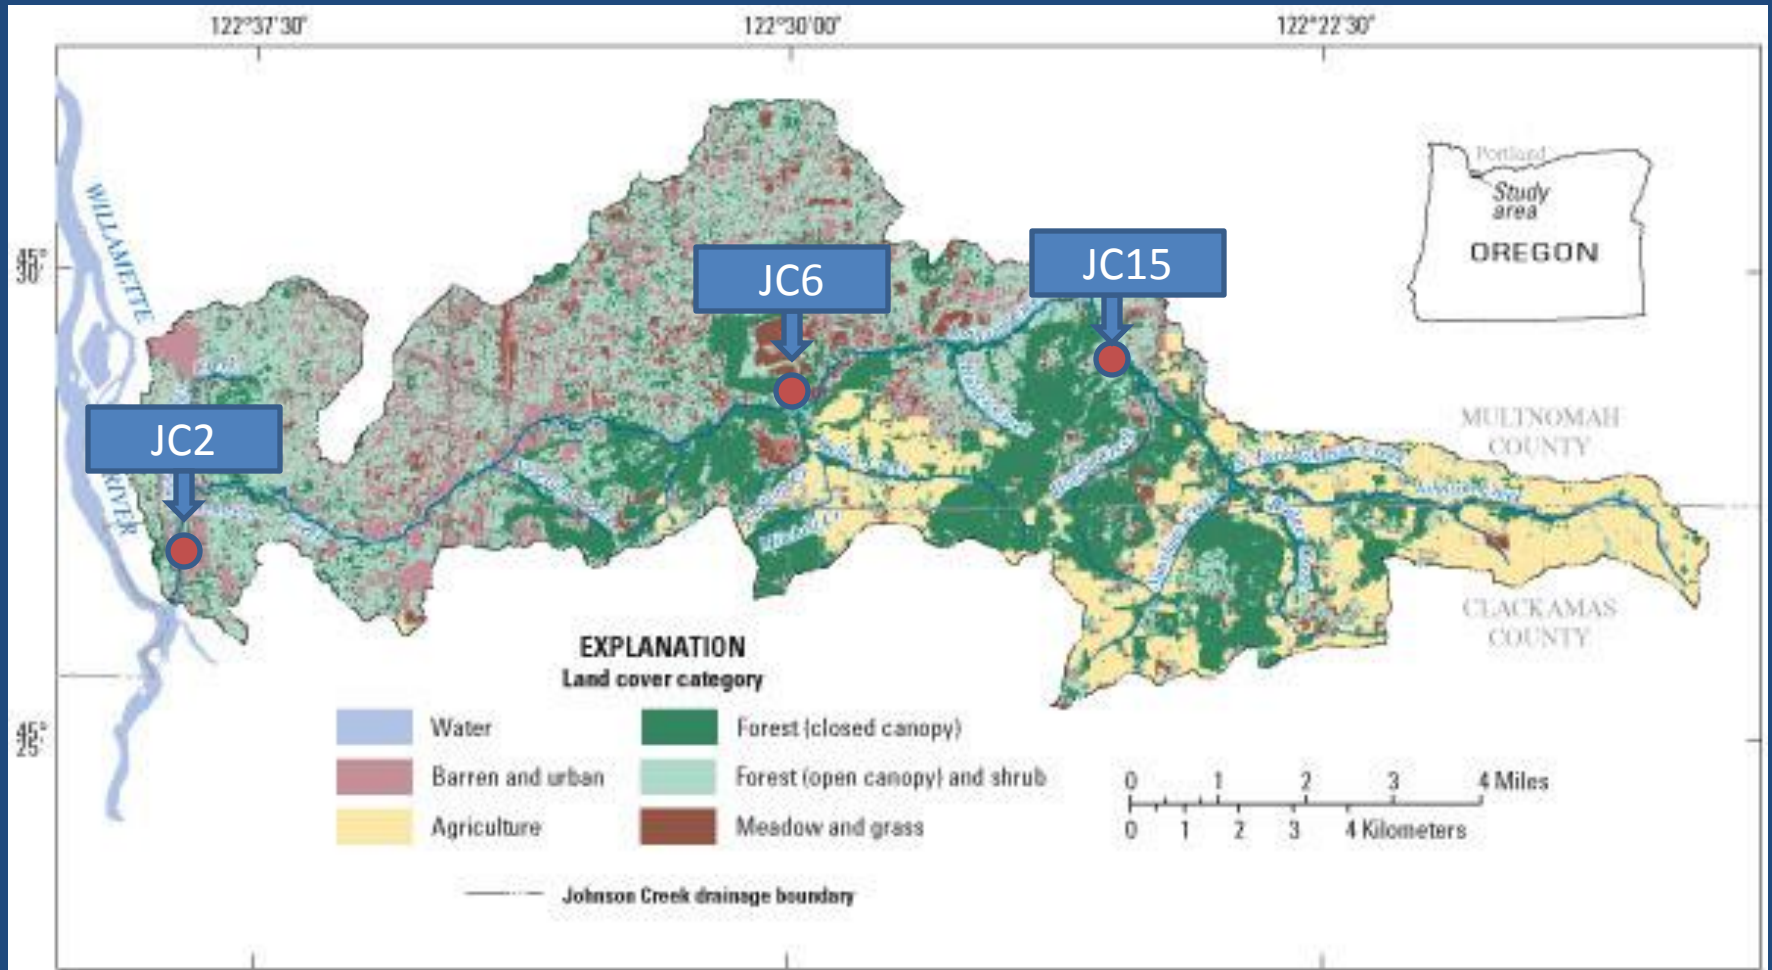 122°37'30"
122°30'00"
122°22'30"
45°
30'
WILLAMETTE
RIVER
Portland
Study
area
OREGON
JC6
JC15
JC2
MULTNOMAH
COUNTY
CLACKAMAS
COUNTY
EXPLANATION
Land cover category
Water
Barren and urban
Agriculture
Forest (closed canopy)
Forest (open canopy) and shrub
Meadow and grass
Johnson Creek drainage boundary
45°
25'
0 1 2 3 4 Miles
0 1 2 3 4 Kilometers